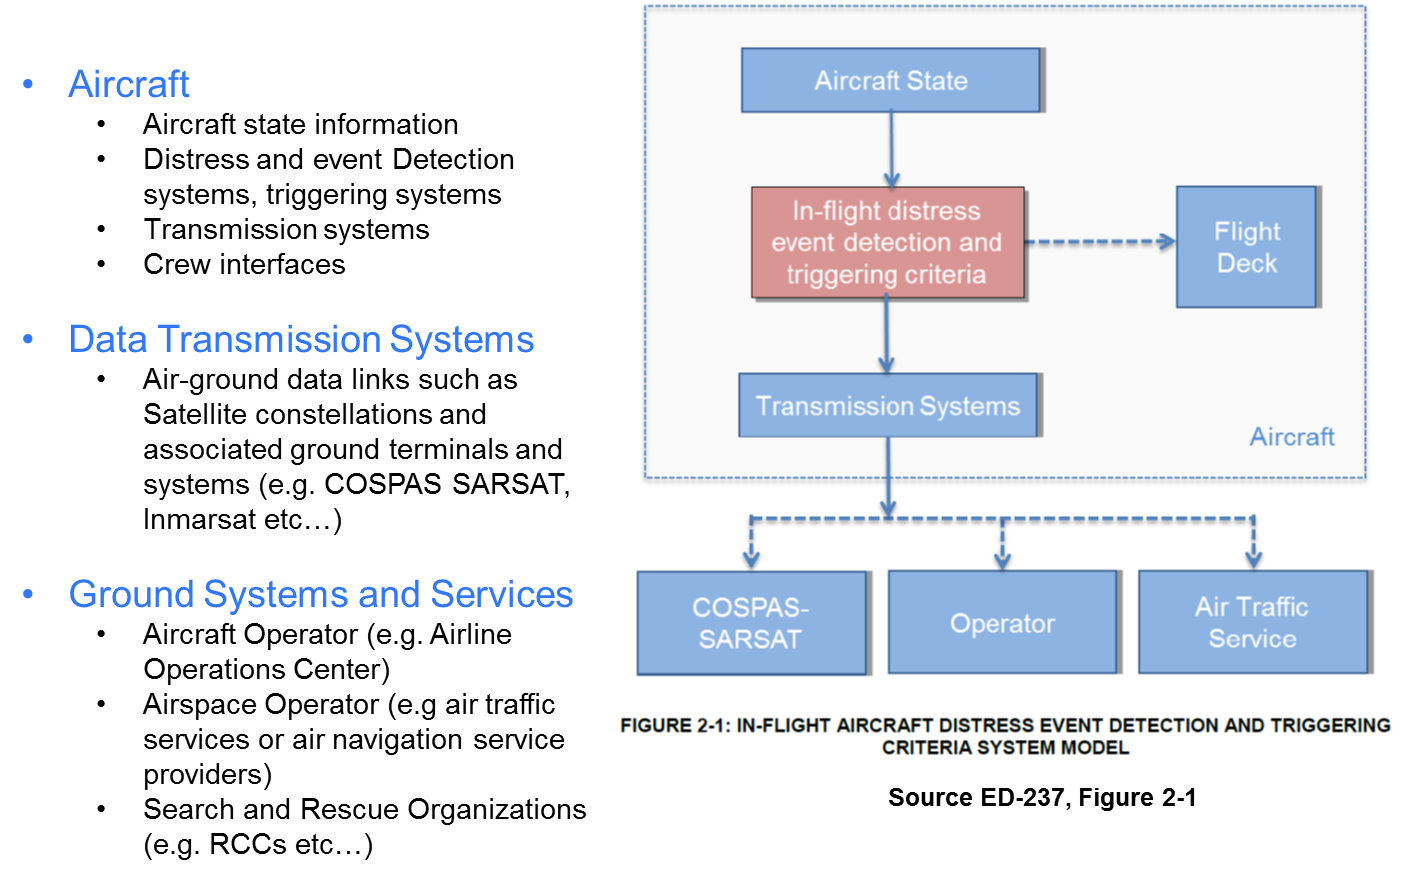 • Aircraft
• Aircraft state information
• Distress and event Detection
systems, triggering systems
• Transmission systems
• Crew interfaces
• Data Transmission Systems
• Air-ground data links such as
Satellite constellations and
associated ground terminals and
systems (e.g. COSPAS SARSAT,
Inmarsat etc…)
• Ground Systems and Services
• Aircraft Operator (e.g. Airline
Operations Center)
• Airspace Operator (e.g air traffic
services or air navigation service
providers)
• Search and Rescue Organizations
(e.g. RCCs etc…)
Aircraft State
In-flight distress
event detection and
triggering criteria
Flight
Deck
Transmission Systems
Aircraft
COSPAS-
SARSAT
Operator
Air Traffic
Service
FIGURE 2-1: IN-FLIGHT AIRCRAFT DISTRESS EVENT DETECTION AND TRIGGERING
CRITERIA SYSTEM MODEL
Source ED-237, Figure 2-1